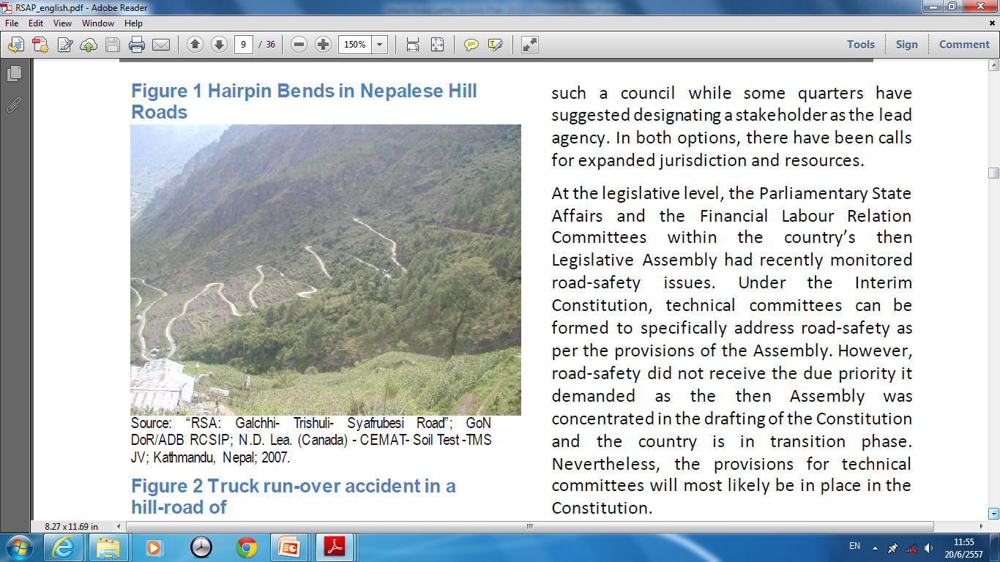 RSAP_english.pdf - Adobe Reader
File Edit View Window Help
9 / 36
150%
Tools Sign Comment
Figure 1 Hairpin Bends in Nepalese Hill
Roads
Source: “RSA: Galchhi- Trishuli- Syafrubesi Road”; GoN
DoR/ADB RCSIP; N.D. Lea. (Canada) - CEMAT- Soil Test -TMS
JV; Kathmandu, Nepal; 2007.
Figure 2 Truck run-over accident in a
hill-road of
such a council while some quarters have
suggested designating a stakeholder as the lead
agency. In both options, there have been calls
for expanded jurisdiction and resources.
At the legislative level, the Parliamentary State
Affairs and the Financial Labour Relation
Committees within the country’s then
Legislative Assembly had recently monitored
road-safety issues. Under the Interim
Constitution, technical committees can be
formed to specifically address road-safety as
per the provisions of the Assembly. However,
road-safety did not receive the due priority it
demanded as the then Assembly was
concentrated in the drafting of the Constitution
and the country is in transition phase.
Nevertheless, the provisions for technical
committees will most likely be in place in the
Constitution.
8.27 x 11.69 in
EN
11:55
20/6/2557